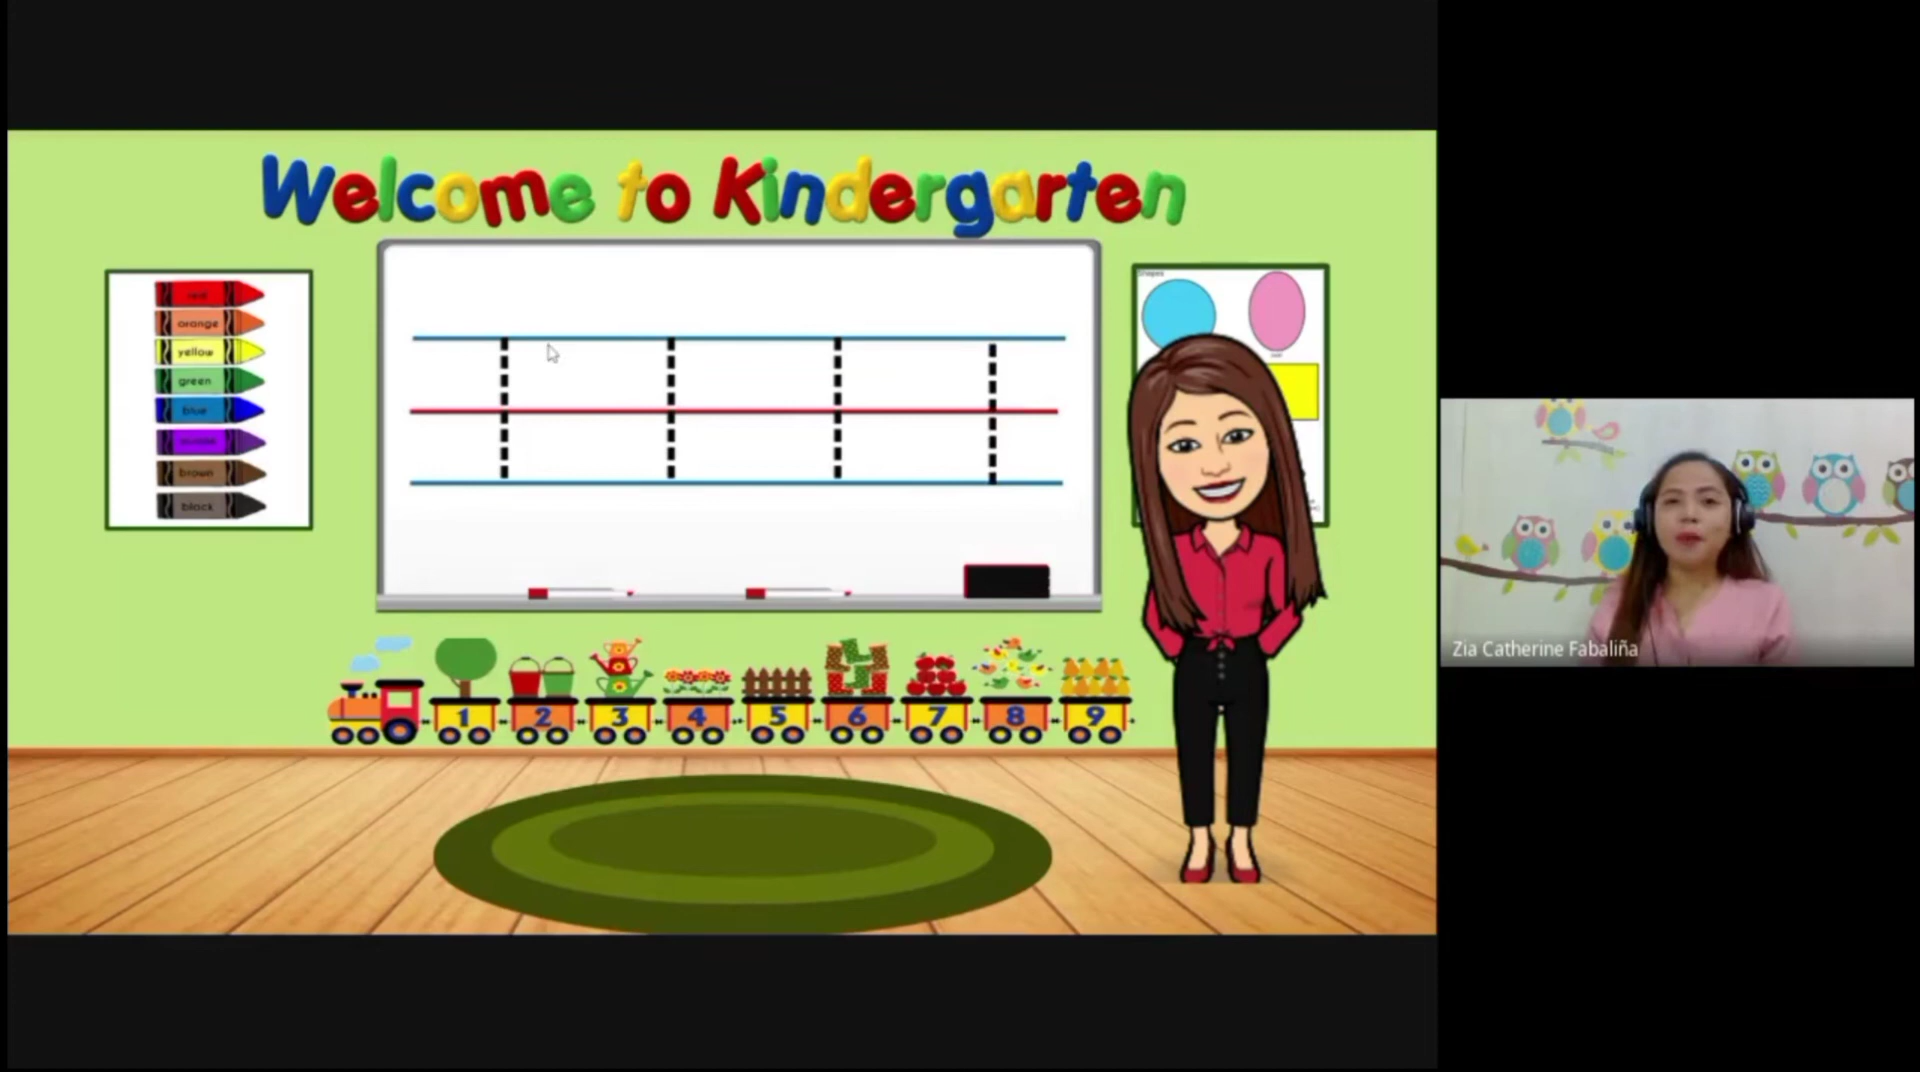 Welcome to Kindergarten
Shapes
red
orange
yellow
green
blue
brown
black
1 2 3 4 5 6 7 8 9
Zia Catherine Fabaliña